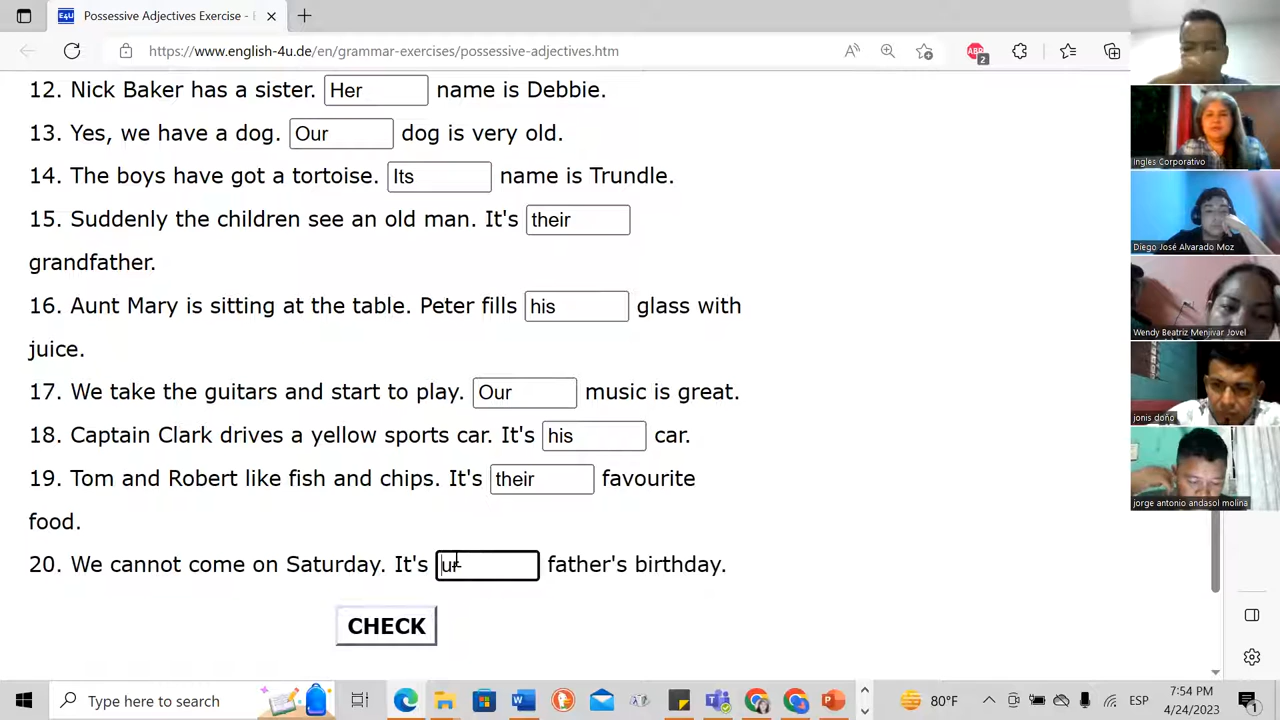 E4U Possessive Adjectives Exercise - E
https://www.english-4u.de/en/grammar-exercises/possessive-adjectives.htm
ABP 2
12. Nick Baker has a sister. Her name is Debbie.
13. Yes, we have a dog. Our dog is very old.
14. The boys have got a tortoise. Its name is Trundle.
15. Suddenly the children see an old man. It's their
grandfather.
16. Aunt Mary is sitting at the table. Peter fills his glass with
juice.
17. We take the guitars and start to play. Our music is great.
18. Captain Clark drives a yellow sports car. It's his car.
19. Tom and Robert like fish and chips. It's their favourite
food.
20. We cannot come on Saturday. It's ur father's birthday.
CHECK
Ingles Corporativo
Diego José Alvarado Moz
Wendy Beatriz Menjivar Jovel
jonis doño
jorge antonio andasol molina
Type here to search
80°F
ESP
7:54 PM
4/24/2023
1